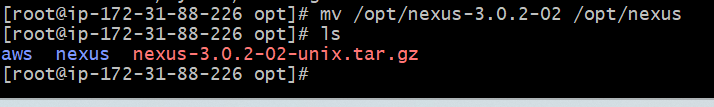 [root@ip-172-31-88-226 opt]# mv /opt/nexus-3.0.2-02 /opt/nexus
[root@ip-172-31-88-226 opt]# ls
aws  nexus  nexus-3.0.2-02-unix.tar.gz
[root@ip-172-31-88-226 opt]#